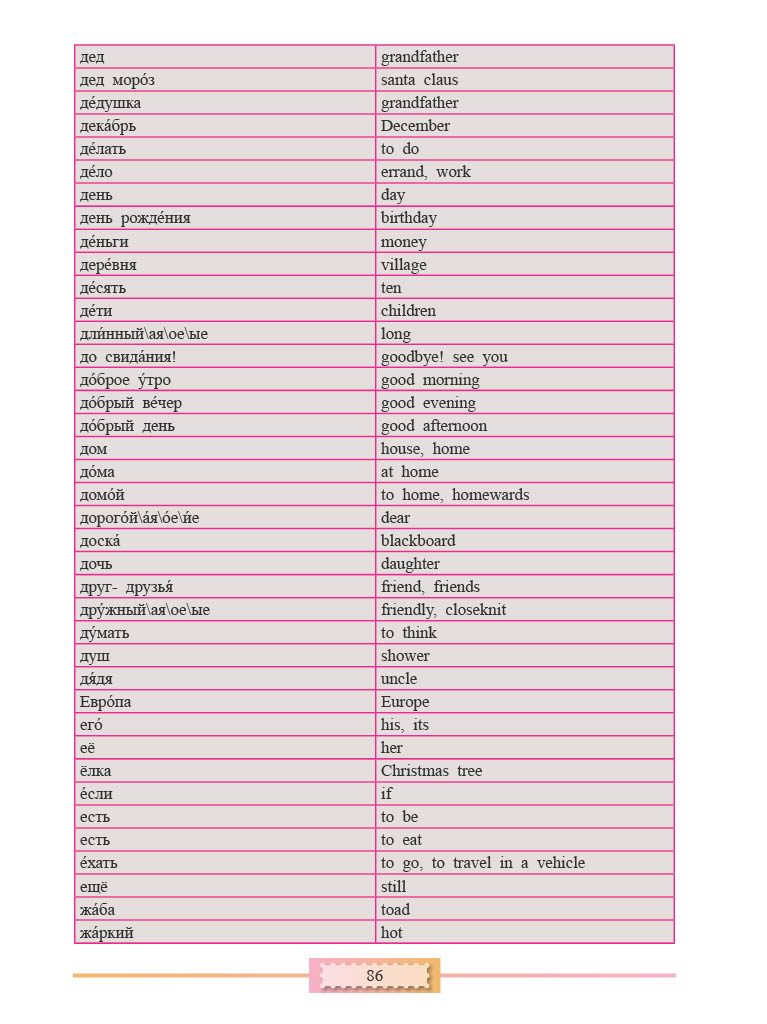 дед grandfather
дед моро́з santa claus
де́душка grandfather
дека́брь December
де́лать to do
де́ло errand, work
день day
день рожде́ния birthday
де́ньги money
дере́вня village
де́сять ten
де́ти children
дли́нный\ая\ое\ые long
до свида́ния! goodbye! see you
до́брое у́тро good morning
до́брый ве́чер good evening
до́брый день good afternoon
дом house, home
до́ма at home
домо́й to home, homewards
дорого́й\а́я\о́е\и́е dear
доска́ blackboard
дочь daughter
друг- друзья́ friend, friends
дру́жный\ая\ое\ые friendly, closeknit
ду́мать to think
душ shower
дя́дя uncle
Евро́па Europe
его́ his, its
её her
ёлка Christmas tree
е́сли if
есть to be
есть to eat
е́хать to go, to travel in a vehicle
ещё still
жа́ба toad
жа́ркий hot
86